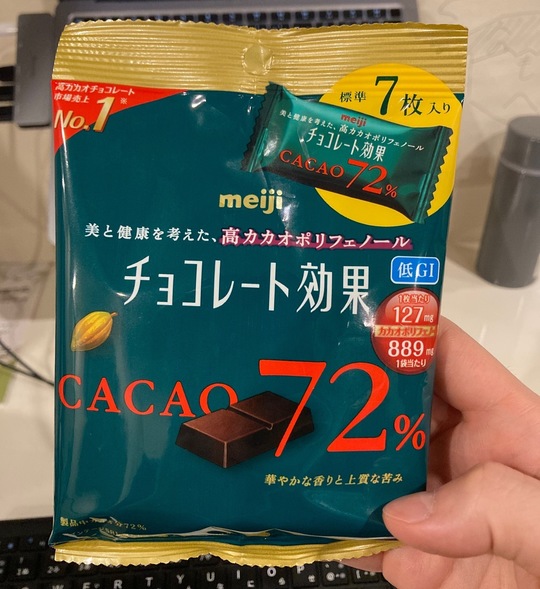 高カカオチョコレート
市場売上※
No.1
標準7枚入り
meiji
美と健康を考えた、高カカオポリフェノール
チョコレート効果
CACAO 72%
meiji
美と健康を考えた、高カカオポリフェノール
チョコレート効果
低GI
1枚当たり
127mg
カカオポリフェノール
889mg
1袋当たり
CACAO 72%
華やかな香りと上質な苦み
W E R T Y U I O P